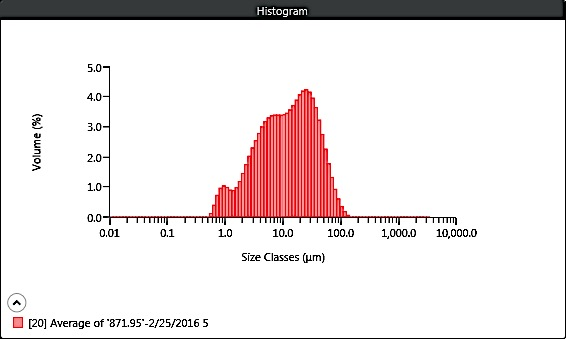 Histogram
5.0
4.0
Volume (%)
3.0
2.0
1.0
0.0
0.01 0.1 1.0 10.0 100.0 1,000.0 10,000.0
Size Classes (µm)
[20] Average of '871.95'-2/25/2016 5